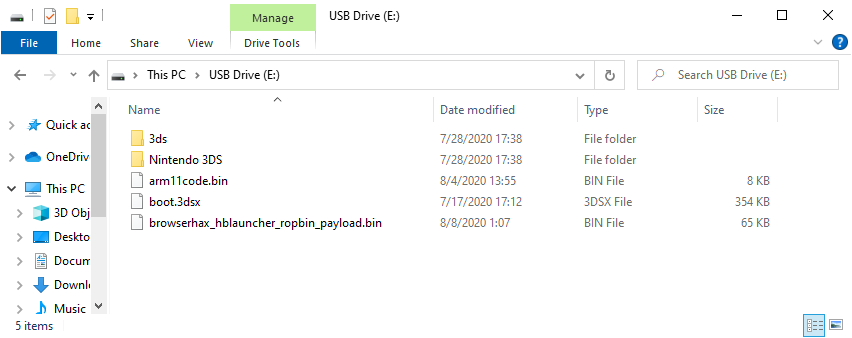 Manage USB Drive (E:)
File Home Share View Drive Tools
This PC USB Drive (E:) Search USB Drive (E:)
Name Date modified Type Size
Quick ac
OneDrive
This PC
3D Obj
Deskto
Docum
Downl
Music
3ds 7/28/2020 17:38 File folder
Nintendo 3DS 7/28/2020 17:38 File folder
arm11code.bin 8/4/2020 13:55 BIN File 8 KB
boot.3dsx 7/17/2020 17:12 3DSX File 354 KB
browserhax_hblauncher_ropbin_payload.bin 8/8/2020 1:07 BIN File 65 KB
5 items